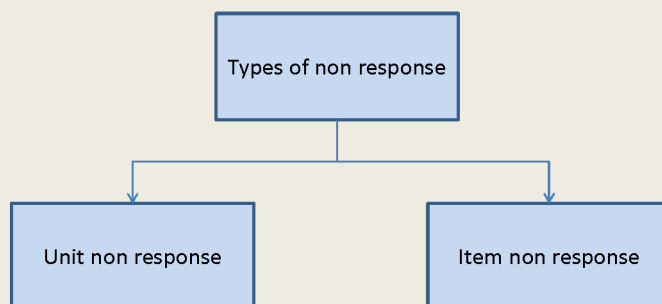 Types of non response
Unit non response
Item non response